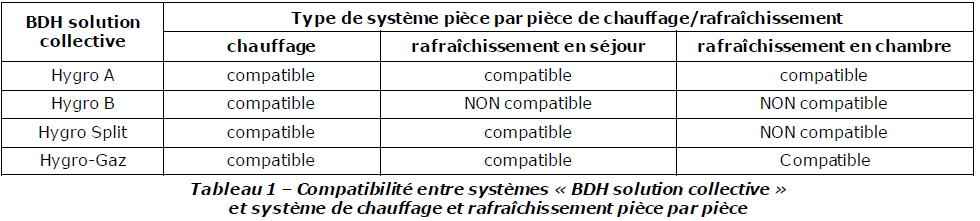 BDH solution collective Type de système pièce par pièce de chauffage/rafraîchissement
chauffage rafraîchissement en séjour rafraîchissement en chambre
Hygro A compatible compatible compatible
Hygro B compatible NON compatible NON compatible
Hygro Split compatible compatible NON compatible
Hygro-Gaz compatible compatible Compatible
Tableau 1 – Compatibilité entre systèmes « BDH solution collective »
et système de chauffage et rafraîchissement pièce par pièce